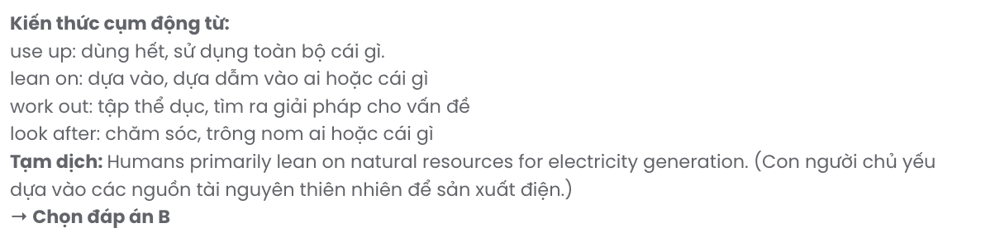 Kiến thức cụm động từ:
use up: dùng hết, sử dụng toàn bộ cái gì.
lean on: dựa vào, dựa dẫm vào ai hoặc cái gì
work out: tập thể dục, tìm ra giải pháp cho vấn đề
look after: chăm sóc, trông nom ai hoặc cái gì
Tạm dịch: Humans primarily lean on natural resources for electricity generation. (Con người chủ yếu
dựa vào các nguồn tài nguyên thiên nhiên để sản xuất điện.)
→ Chọn đáp án B